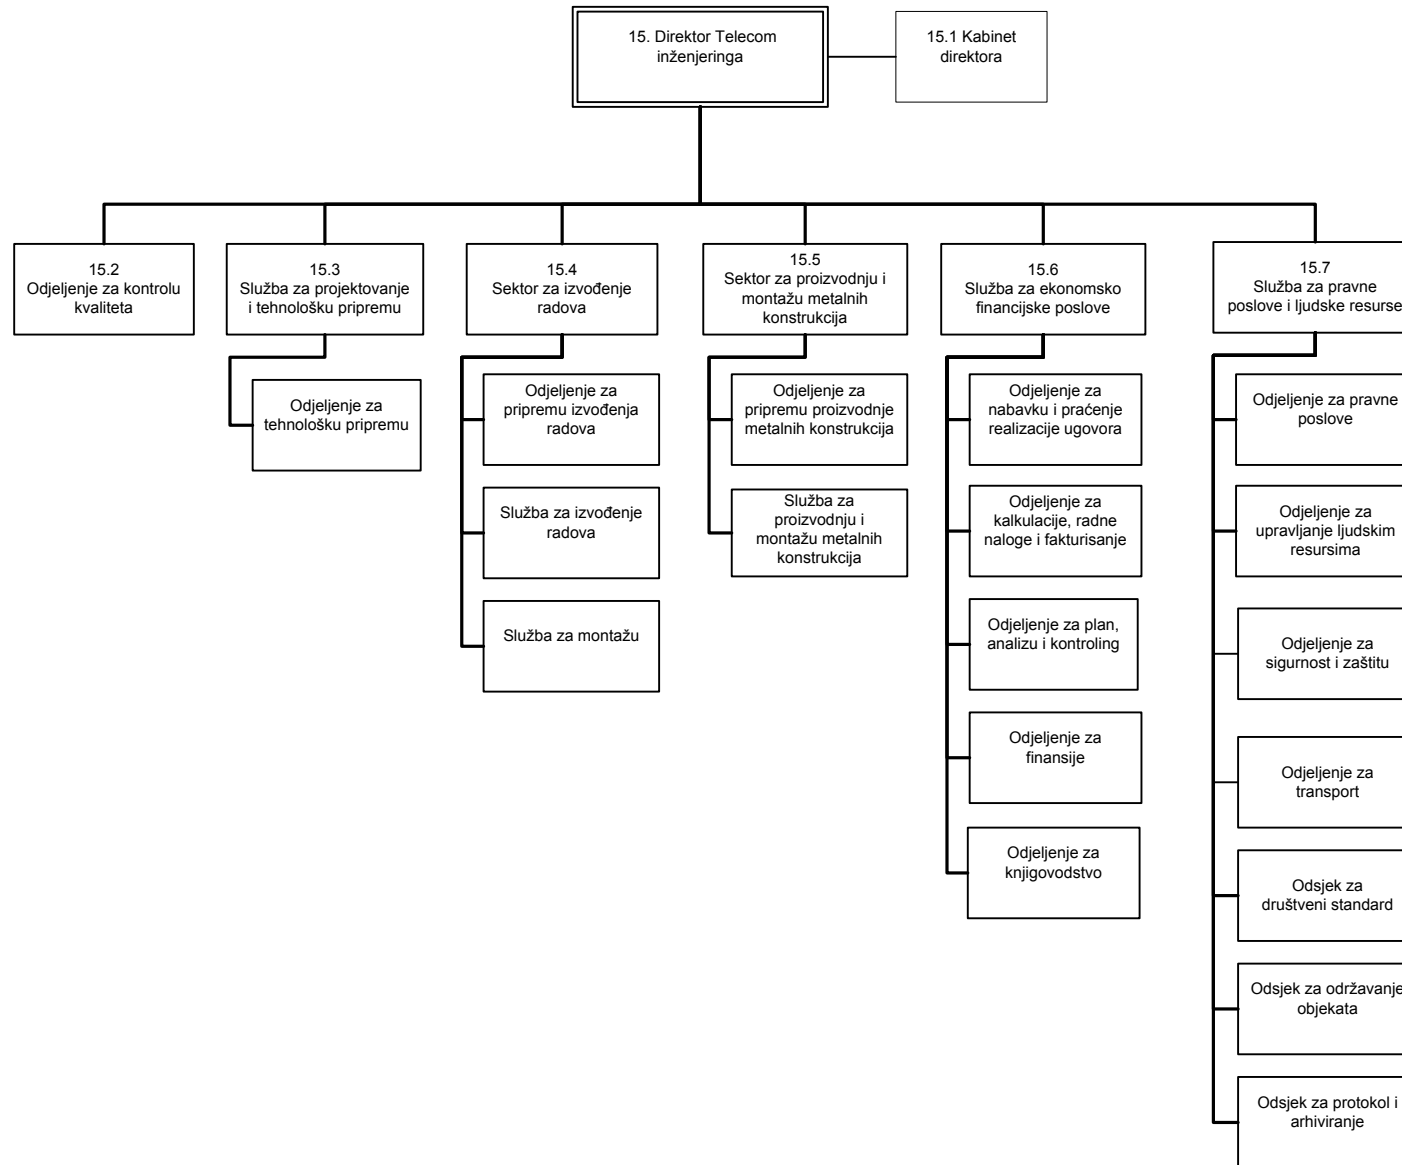 15. Direktor Telecom
inženjeringa
15.1 Kabinet
direktora
15.2
Odjeljenje za kontrolu
kvaliteta
15.3
Služba za projektovanje
i tehnološku pripremu
15.4
Sektor za izvođenje
radova
15.5
Sektor za proizvodnju i
montažu metalnih
konstrukcija
15.6
Služba za ekonomsko
financijske poslove
15.7
Služba za pravne
poslove i ljudske resurse
Odjeljenje za
tehnološku pripremu
Odjeljenje za
pripremu izvođenja
radova
Služba za izvođenje
radova
Služba za montažu
Odjeljenje za
pripremu proizvodnje
metalnih konstrukcija
Služba za
proizvodnju i
montažu metalnih
konstrukcija
Odjeljenje za
nabavku i praćenje
realizacije ugovora
Odjeljenje za
kalkulacije, radne
naloge i fakturisanje
Odjeljenje za plan,
analizu i kontroling
Odjeljenje za
finansije
Odjeljenje za
knjigovodstvo
Odjeljenje za pravne
poslove
Odjeljenje za
upravljanje ljudskim
resursima
Odjeljenje za
sigurnost i zaštitu
Odjeljenje za
transport
Odsjek za
društveni standard
Odsjek za održavanje
objekata
Odsjek za protokol i
arhiviranje